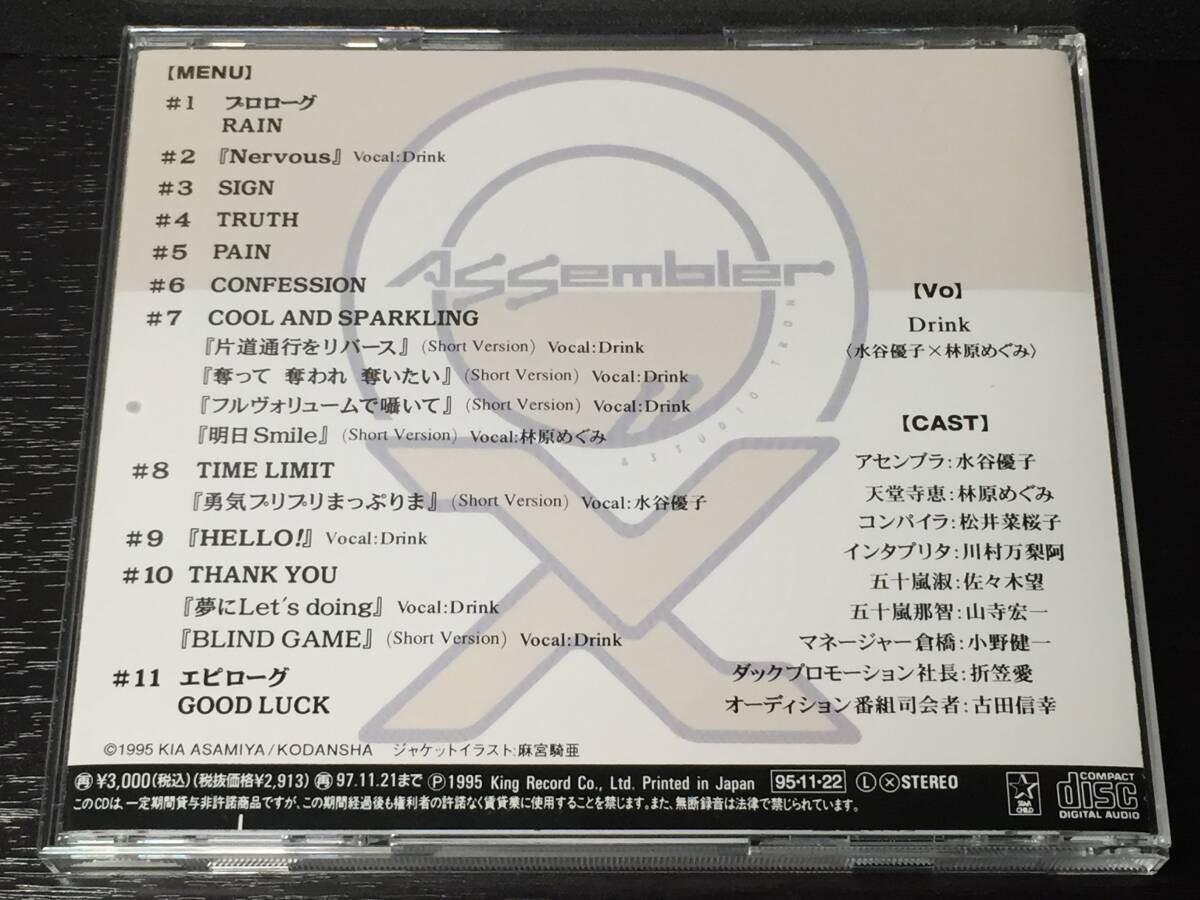 【MENU】
#1 プロローグ
RAIN
#2 『Nervous』 Vocal:Drink
#3 SIGN
#4 TRUTH
#5 PAIN
#6 CONFESSION
#7 COOL AND SPARKLING
『片道通行をリバース』 (Short Version) Vocal:Drink
『奪って 奪われ 奪いたい』 (Short Version) Vocal:Drink
『フルヴォリュームで囁いて』 (Short Version) Vocal:Drink
『明日Smile』 (Short Version) Vocal:林原めぐみ
#8 TIME LIMIT
『勇気プリプリまっぷりま』 (Short Version) Vocal:水谷優子
#9 『HELLO!』 Vocal:Drink
#10 THANK YOU
『夢にLet's doing』 Vocal:Drink
『BLIND GAME』 (Short Version) Vocal:Drink
#11 エピローグ
GOOD LUCK
Assembler
OX
&STUDIO TRON
【Vo】
Drink
〈水谷優子×林原めぐみ〉
【CAST】
アセンブラ:水谷優子
天堂寺恵:林原めぐみ
コンパイラ:松井菜桜子
インタプリタ:川村万梨阿
五十嵐淑:佐々木望
五十嵐那智:山寺宏一
マネージャー倉橋:小野健一
ダックプロモーション社長:折笠愛
オーディション番組司会者:古田信幸
©1995 KIA ASAMIYA/KODANSHA ジャケットイラスト:麻宮騎亜
再 ¥3,000(税込)(税抜価格¥2,913) 再 97.11.21まで Ⓟ 1995 King Record Co., Ltd. Printed in Japan 95・11・22 Ⓛ Ⓧ STEREO
このCDは、一定期間貸与非許諾商品ですが、この期間経過後も権利者の許諾なく賃貸業に使用することを禁じます。また、無断録音は法律で禁じられています。
STAR CHILD
COMPACT
disc
DIGITAL AUDIO